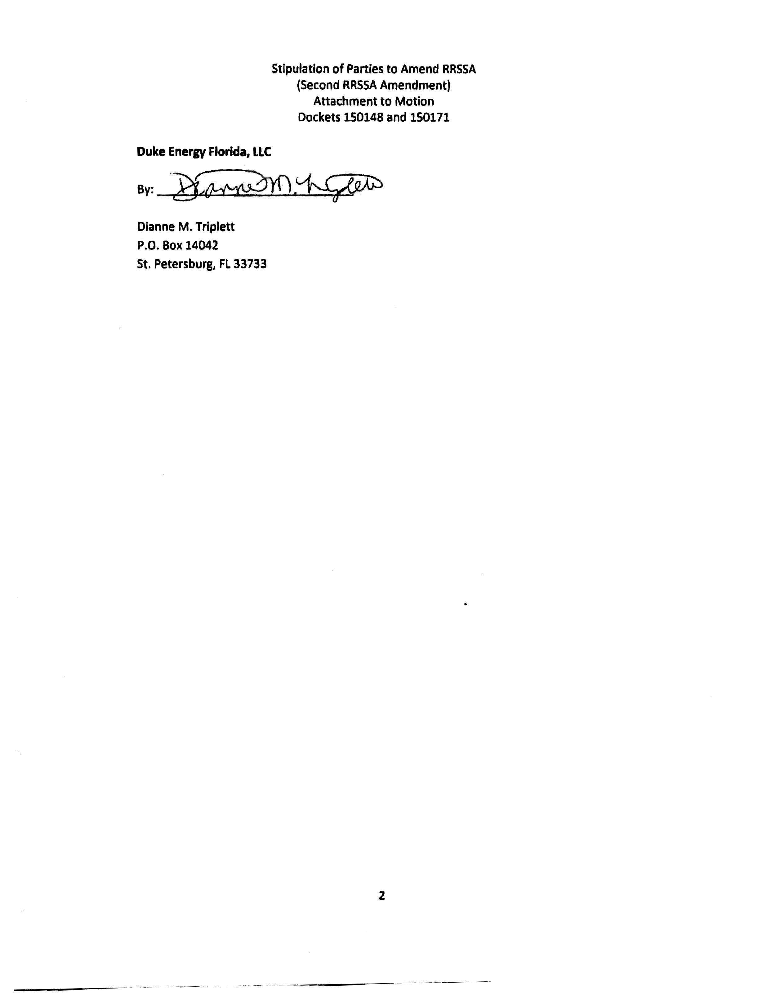 Stipulation of Parties to Amend RRSSA
(Second RRSSA Amendment)
Attachment to Motion
Dockets 150148 and 150171
Duke Energy Florida, LLC
By: Dianne M. Triplett
Dianne M. Triplett
P.O. Box 14042
St. Petersburg, FL 33733
2